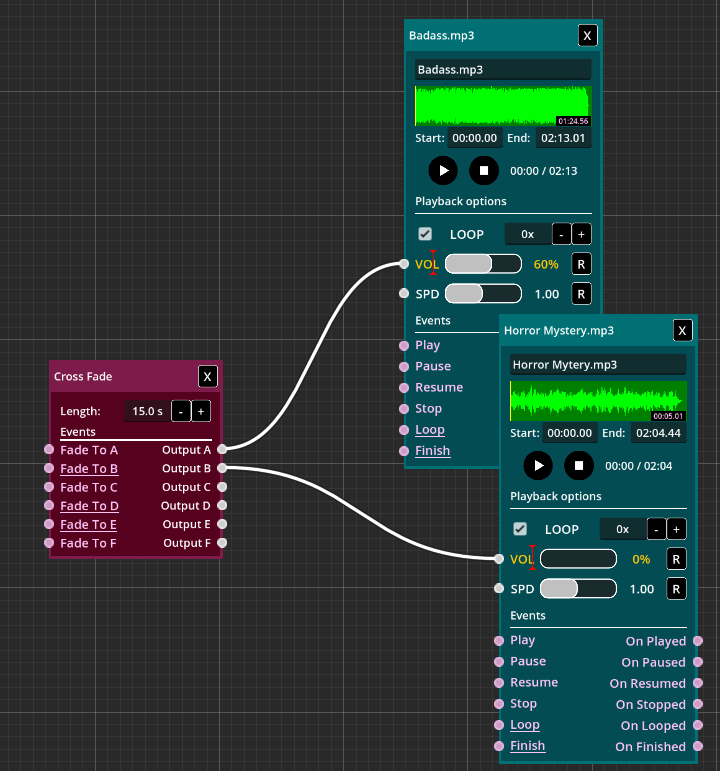 Badass.mp3 X
Badass.mp3
01:24.56
Start: 00:00.00 End: 02:13.01
00:00 / 02:13
Playback options
LOOP 0x - +
VOL 60% R
SPD 1.00 R
Events
Play
Pause
Resume
Stop
Loop
Finish
Cross Fade X
Length: 15.0 s - +
Events
Fade To A Output A
Fade To B Output B
Fade To C Output C
Fade To D Output D
Fade To E Output E
Fade To F Output F
Horror Mystery.mp3 X
Horror Mytery.mp3
00:05.01
Start: 00:00.00 End: 02:04.44
00:00 / 02:04
Playback options
LOOP 0x - +
VOL 0% R
SPD 1.00 R
Events
Play On Played
Pause On Paused
Resume On Resumed
Stop On Stopped
Loop On Looped
Finish On Finished